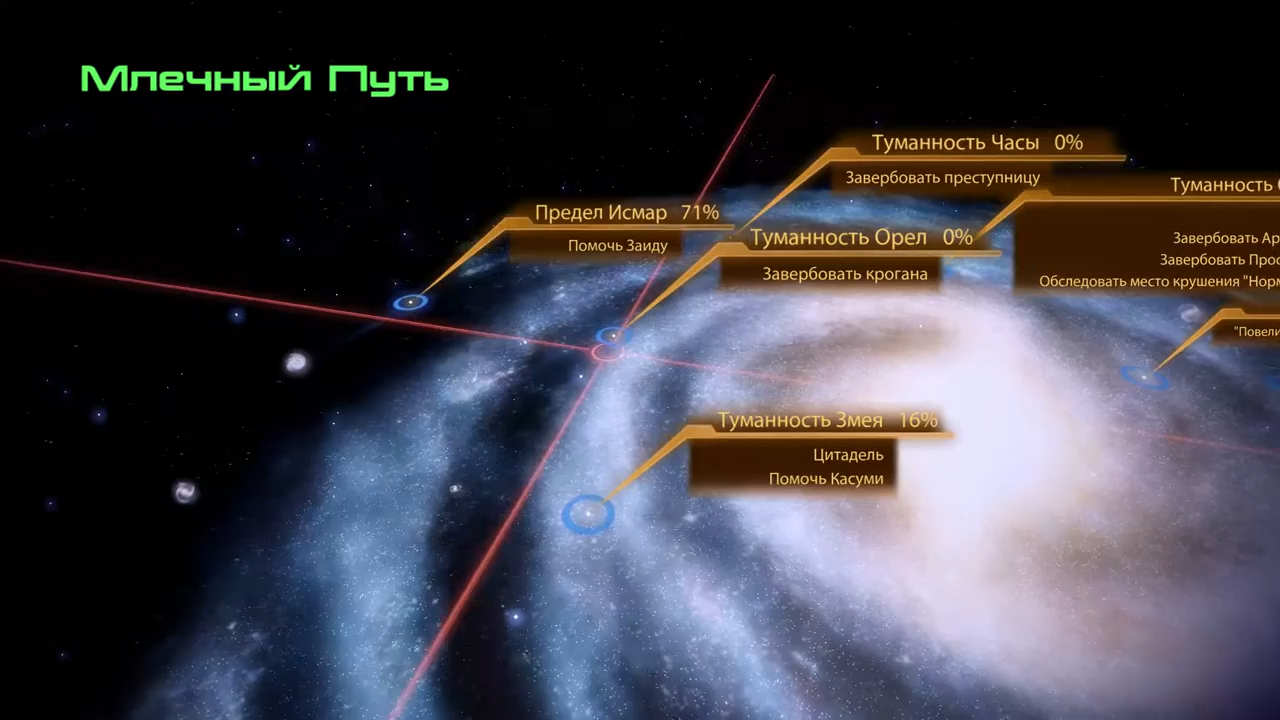 Млечный Путь
Туманность Часы 0%
Завербовать преступницу
Туманность
Завербовать
Завербовать
Обследовать место крушения
Предел Исмар 71%
Помочь Заиду
Туманность Орел 0%
Завербовать крогана
Туманность Змея 16%
Цитадель
Помочь Касуми